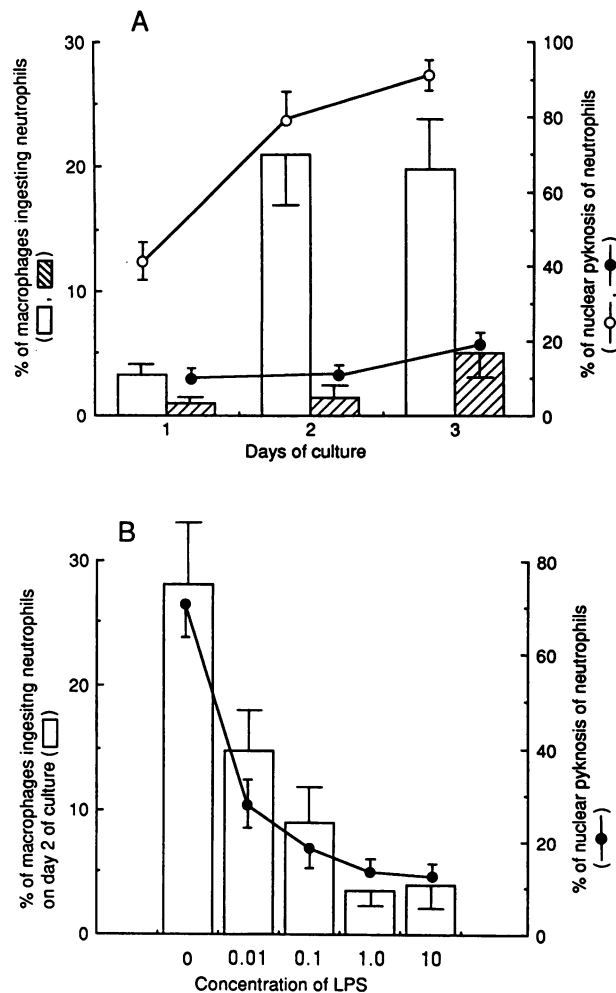 A
30
20
10
0
% of macrophages ingesting neutrophils
( , )
100
80
60
40
20
0
% of nuclear pyknosis of neutrophils
( , )
1 2 3
Days of culture
B
30
20
10
0
% of macrophages ingesitng neutrophils
on day 2 of culture ( )
80
60
40
20
0
% of nuclear pyknosis of neutrophils
( )
0 0.01 0.1 1.0 10
Concentration of LPS